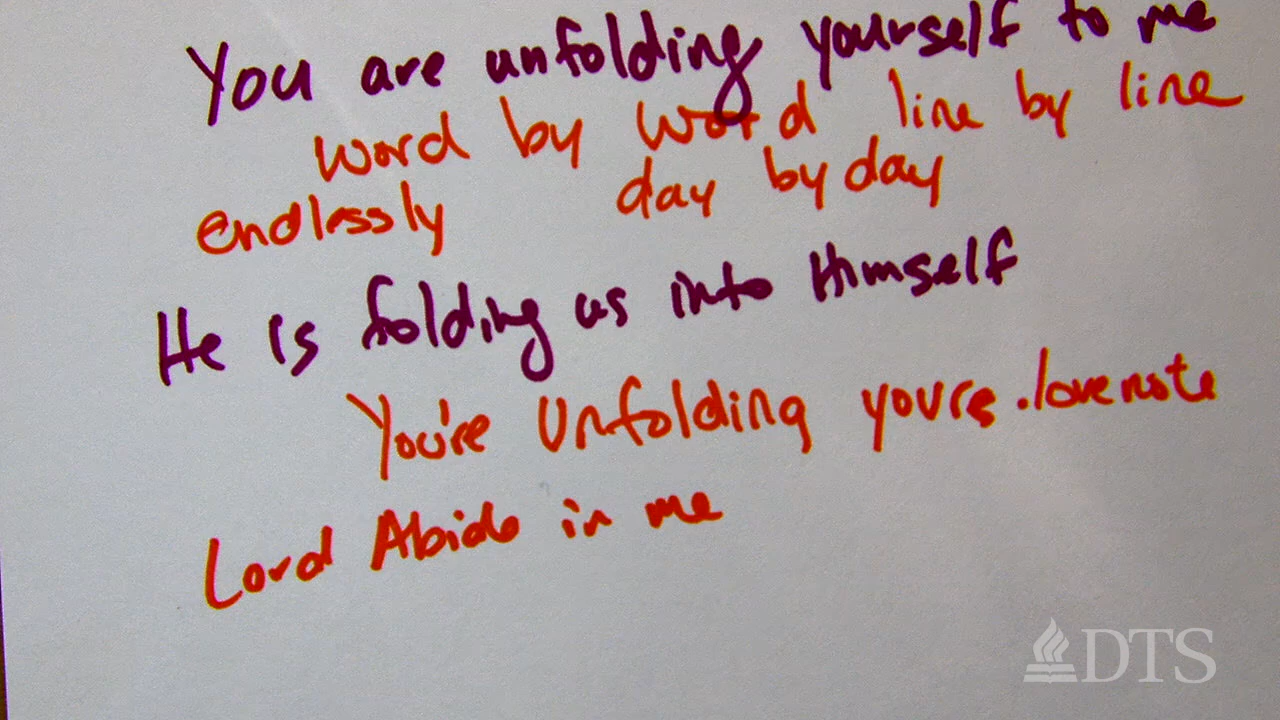 You are unfolding yourself to me
word by word line by line
endlessly day by day
He is folding us into Himself
You're Unfolding yours.lovenote
Lord Abide in me
DTS